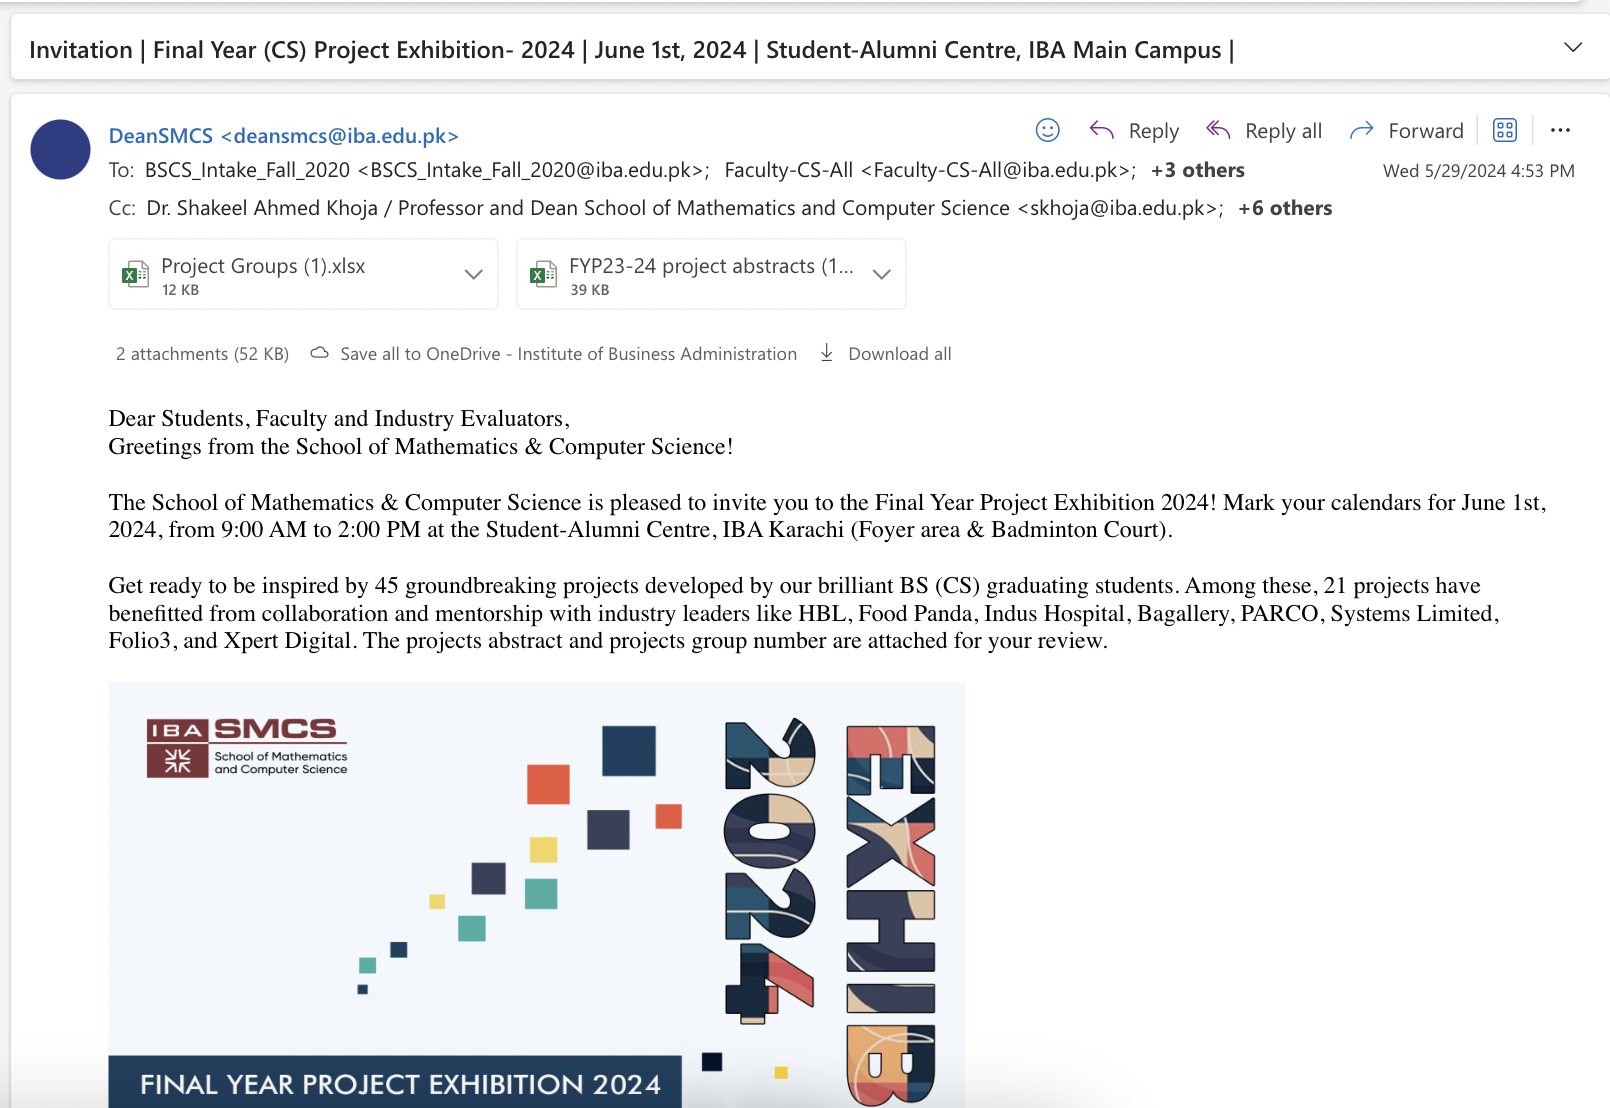 Invitation | Final Year (CS) Project Exhibition- 2024 | June 1st, 2024 | Student-Alumni Centre, IBA Main Campus |
DeanSMCS <deansmcs@iba.edu.pk>
Reply
Reply all
Forward
To: BSCS_Intake_Fall_2020 <BSCS_Intake_Fall_2020@iba.edu.pk>; Faculty-CS-All <Faculty-CS-All@iba.edu.pk>; +3 others
Wed 5/29/2024 4:53 PM
Cc: Dr. Shakeel Ahmed Khoja / Professor and Dean School of Mathematics and Computer Science <skhoja@iba.edu.pk>; +6 others
Project Groups (1).xlsx
12 KB
FYP23-24 project abstracts (1...
39 KB
2 attachments (52 KB) Save all to OneDrive - Institute of Business Administration Download all
Dear Students, Faculty and Industry Evaluators,
Greetings from the School of Mathematics & Computer Science!
The School of Mathematics & Computer Science is pleased to invite you to the Final Year Project Exhibition 2024! Mark your calendars for June 1st,
2024, from 9:00 AM to 2:00 PM at the Student-Alumni Centre, IBA Karachi (Foyer area & Badminton Court).
Get ready to be inspired by 45 groundbreaking projects developed by our brilliant BS (CS) graduating students. Among these, 21 projects have
benefitted from collaboration and mentorship with industry leaders like HBL, Food Panda, Indus Hospital, Bagallery, PARCO, Systems Limited,
Folio3, and Xpert Digital. The projects abstract and projects group number are attached for your review.
IBA SMCS
School of Mathematics
and Computer Science
2024
EXHIB
FINAL YEAR PROJECT EXHIBITION 2024